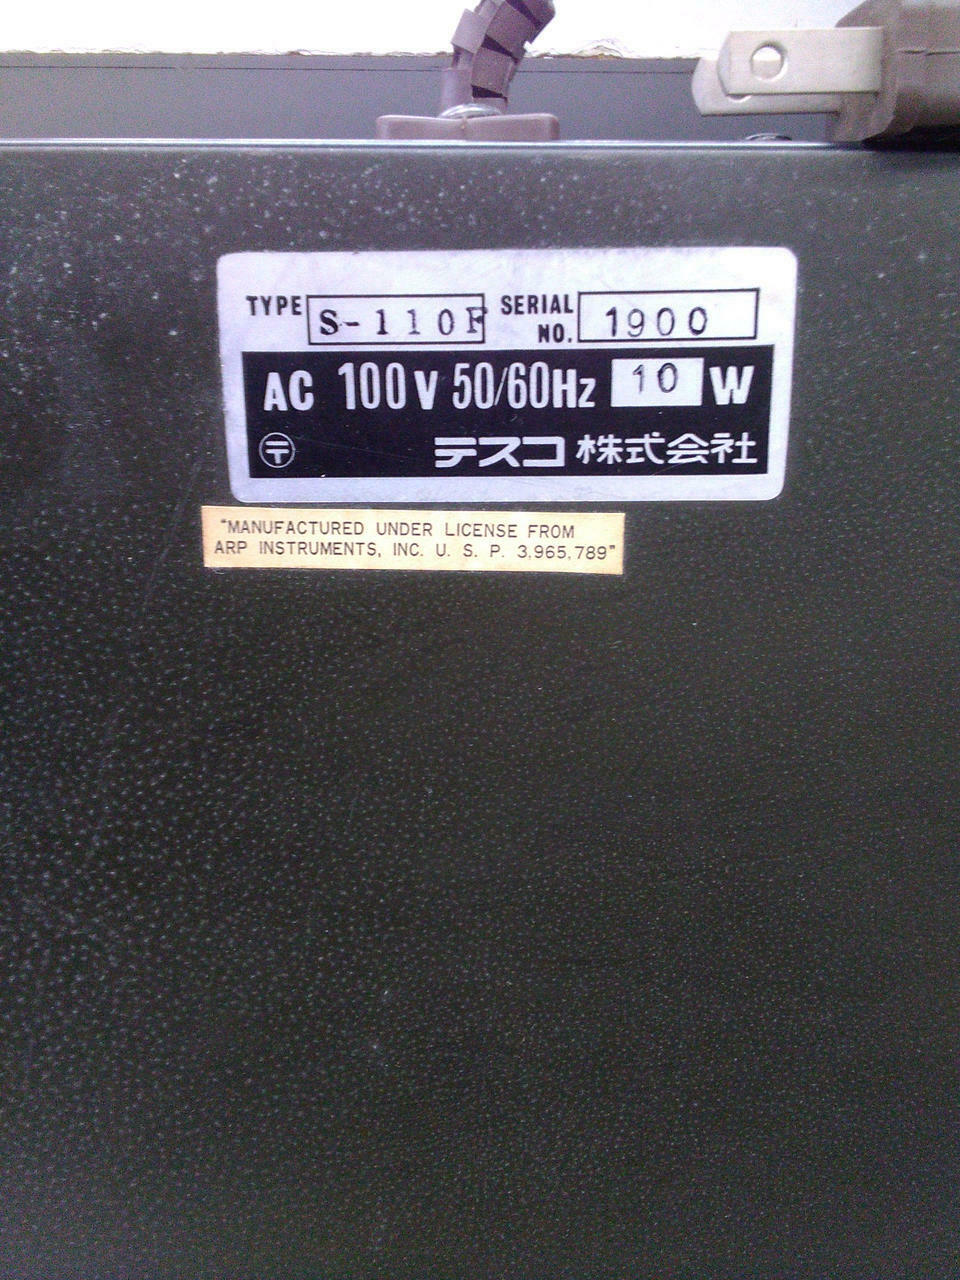 TYPE S-110F SERIAL NO. 1900
AC 100V 50/60Hz 10 W
〒 テスコ株式会社
"MANUFACTURED UNDER LICENSE FROM
ARP INSTRUMENTS, INC. U. S. P. 3,965,789"